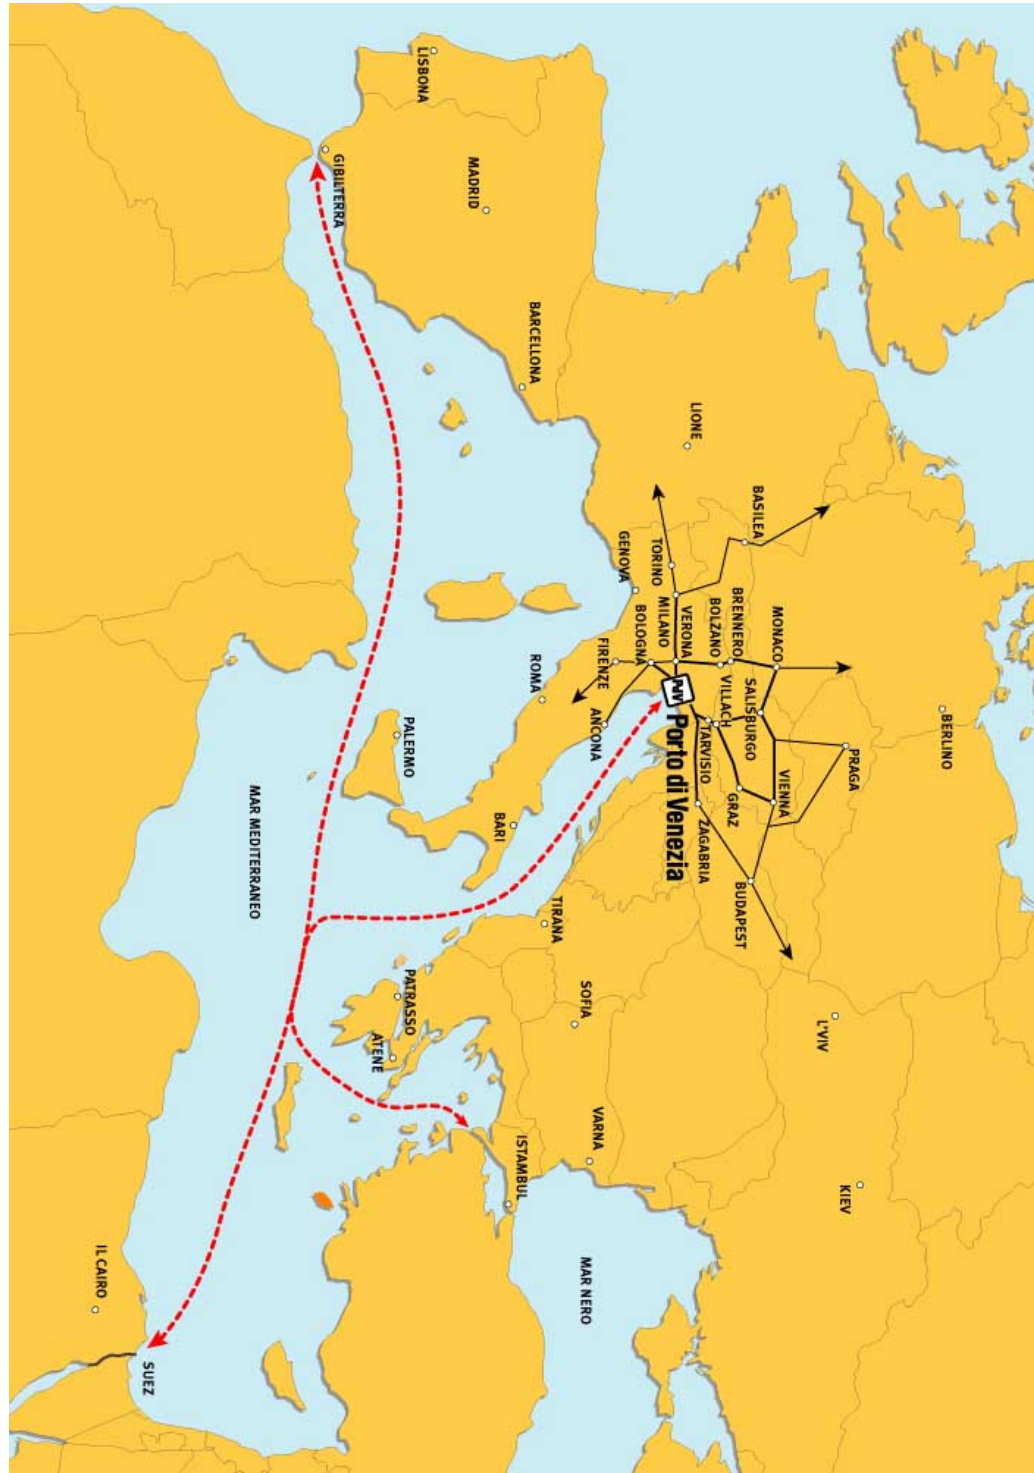 BERLINO
PRAGA
KIEV
L'VIV
MONACO
VIENNA
BASILEA
SALISBURGO
BUDAPEST
BRENNERO
GRAZ
VILLACH
BOLZANO
TARVISIO
ZAGABRIA
LIONE
VERONA
PdV
Porto di Venezia
MILANO
TORINO
BOLOGNA
GENOVA
FIRENZE
ANCONA
VARNA
SOFIA
MAR NERO
TIRANA
BARCELLONA
ROMA
ISTAMBUL
BARI
MADRID
LISBONA
PALERMO
PATRASSO
ATENE
GIBILTERRA
MAR MEDITERRANEO
SUEZ
IL CAIRO